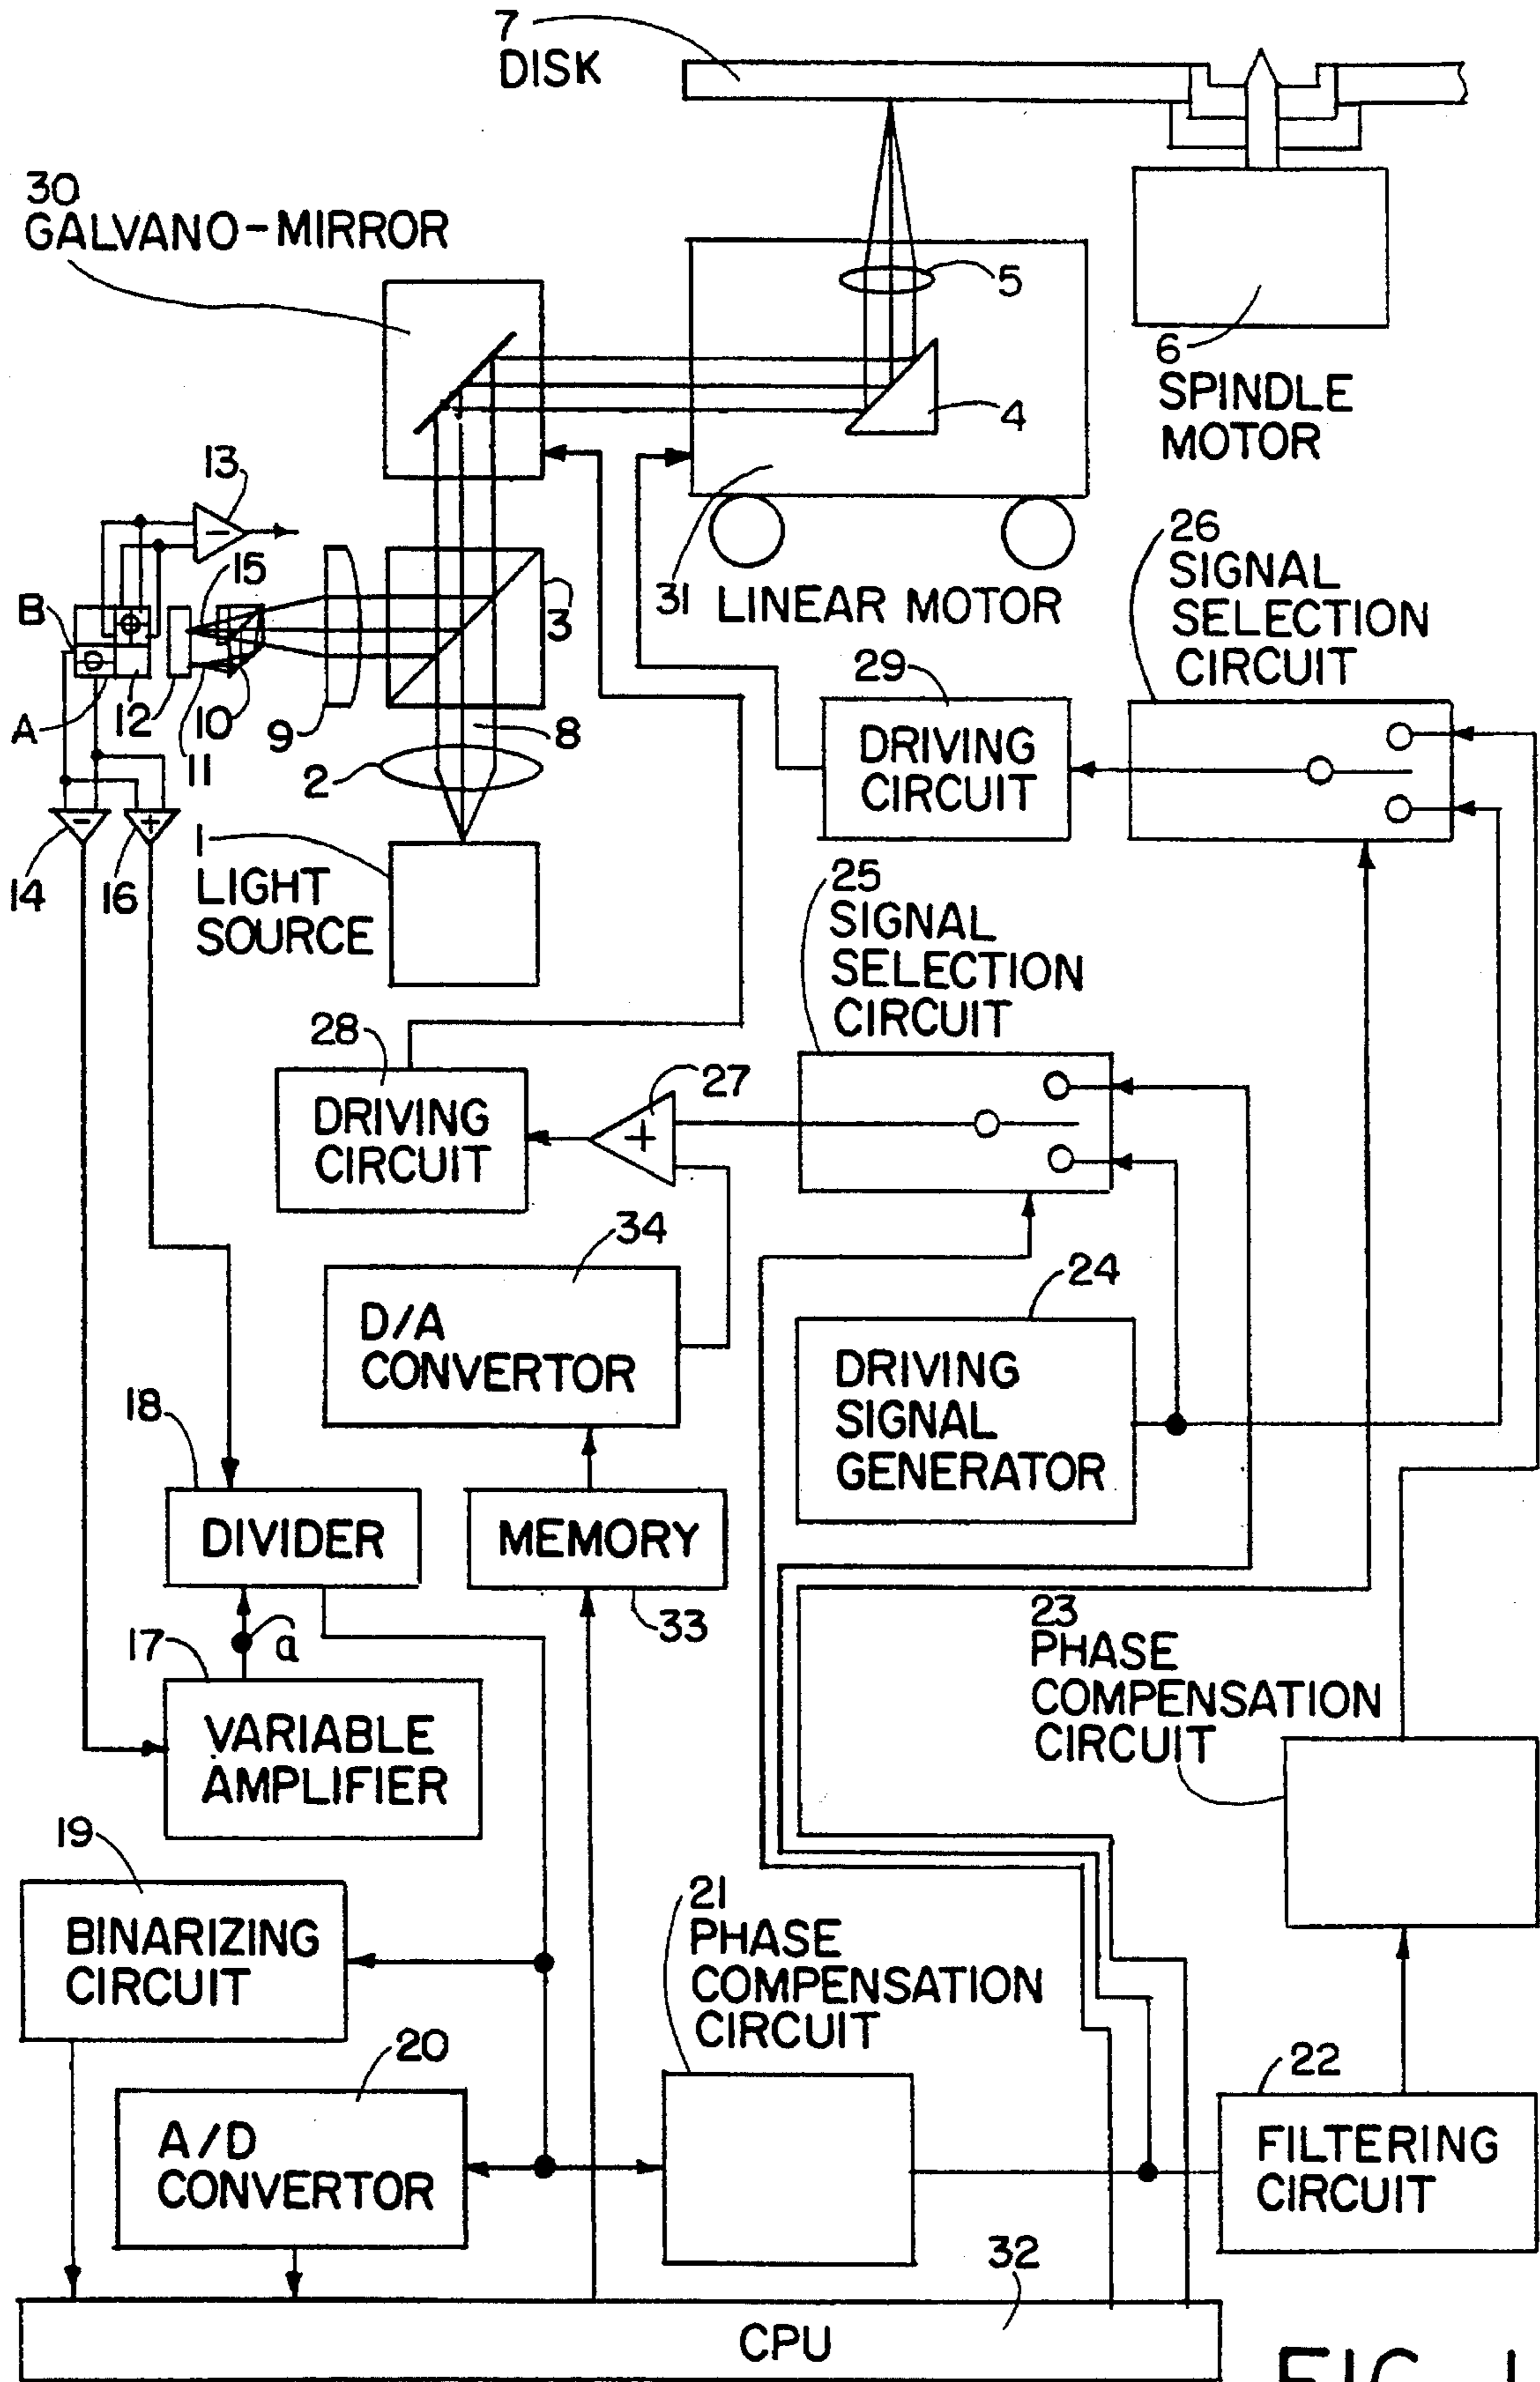 7
DISK
30
GALVANO-MIRROR
5
4
6
SPINDLE
MOTOR
13
15
B
A
12
11
10
9
3
8
2
31 LINEAR MOTOR
26
SIGNAL
SELECTION
CIRCUIT
29
DRIVING
CIRCUIT
-
-
+
14
16
1
LIGHT
SOURCE
25
SIGNAL
SELECTION
CIRCUIT
28
DRIVING
CIRCUIT
27
+
34
D/A
CONVERTOR
24
DRIVING
SIGNAL
GENERATOR
18
DIVIDER
MEMORY
33
a
17
VARIABLE
AMPLIFIER
23
PHASE
COMPENSATION
CIRCUIT
19
BINARIZING
CIRCUIT
21
PHASE
COMPENSATION
CIRCUIT
20
A/D
CONVERTOR
22
FILTERING
CIRCUIT
32
CPU
FIG. 1